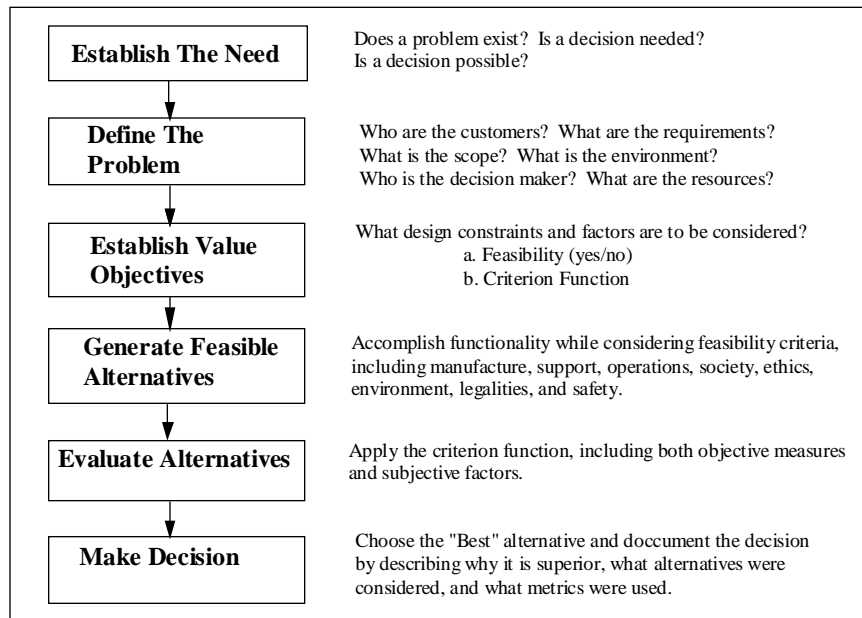 Establish The Need
Does a problem exist?  Is a decision needed?
Is a decision possible?
Define The
Problem
Who are the customers?  What are the requirements?
What is the scope?  What is the environment?
Who is the decision maker?  What are the resources?
Establish Value
Objectives
What design constraints and factors are to be considered?
a. Feasibility (yes/no)
b. Criterion Function
Generate Feasible
Alternatives
Accomplish functionality while considering feasibility criteria,
including manufacture, support, operations, society, ethics,
environment, legalities, and safety.
Evaluate Alternatives
Apply the criterion function, including both objective measures
and subjective factors.
Make Decision
Choose the "Best" alternative and doccument the decision
by describing why it is superior, what alternatives were
considered, and what metrics were used.